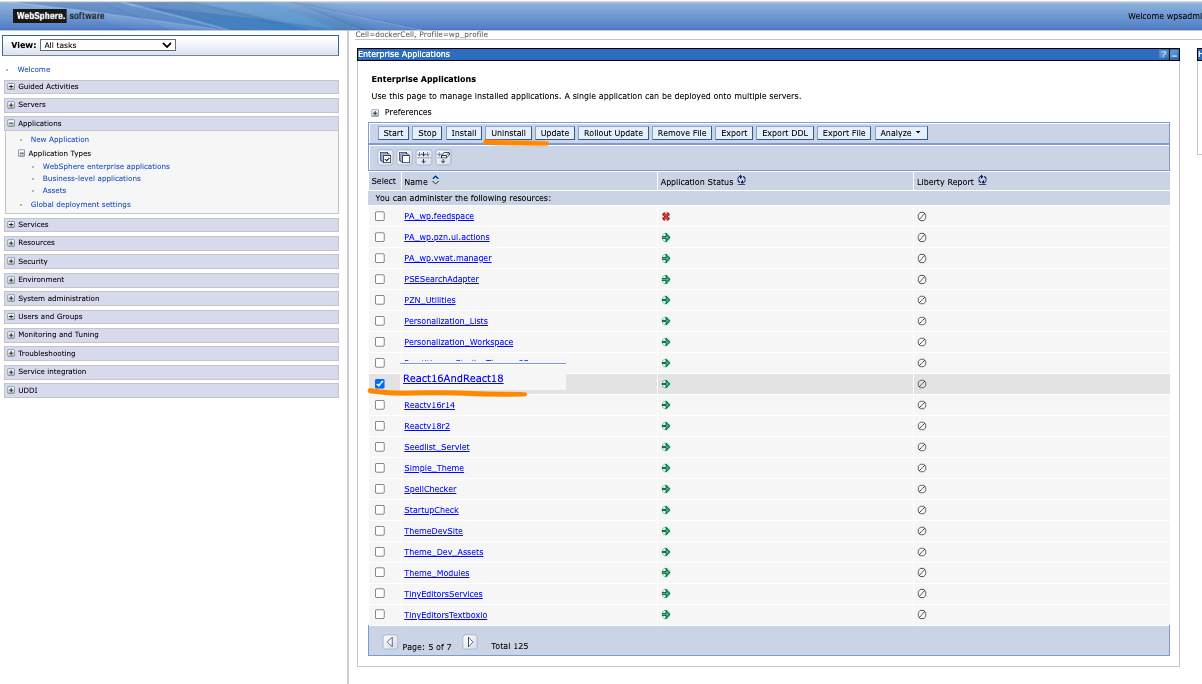 WebSphere. software
Welcome wpsadmi
View: All tasks
Welcome
Guided Activities
Servers
Applications
New Application
Application Types
WebSphere enterprise applications
Business-level applications
Assets
Global deployment settings
Services
Resources
Security
Environment
System administration
Users and Groups
Monitoring and Tuning
Troubleshooting
Service integration
UDDI
Cell=dockerCell, Profile=wp_profile
Enterprise Applications
Enterprise Applications
Use this page to manage installed applications. A single application can be deployed onto multiple servers.
Preferences
Start Stop Install Uninstall Update Rollout Update Remove File Export Export DDL Export File Analyze
Select Name Application Status Liberty Report
You can administer the following resources:
PA_wp.feedspace
PA_wp.pzn.ui.actions
PA_wp.vwat.manager
PSESearchAdapter
PZN_Utilities
Personalization_Lists
Personalization_Workspace
React16AndReact18
Reactv16r14
Reactv18r2
Seedlist_Servlet
Simple_Theme
SpellChecker
StartupCheck
ThemeDevSite
Theme_Dev_Assets
Theme_Modules
TinyEditorsServices
TinyEditorsTextboxio
Page: 5 of 7 Total 125